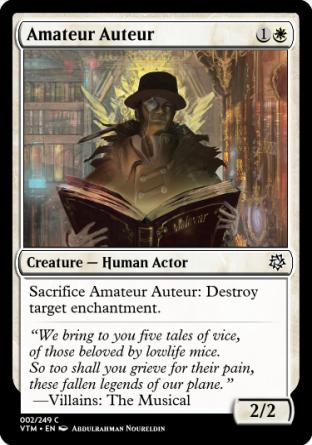 Amateur Auteur 1
Creature — Human Actor
Sacrifice Amateur Auteur: Destroy
target enchantment.
“We bring to you five tales of vice,
of those beloved by lowlife mice.
So too shall you grieve for their pain,
these fallen legends of our plane.”
—Villains: The Musical
2/2
002/249 C
VTM • EN Abdulrahman Noureldin